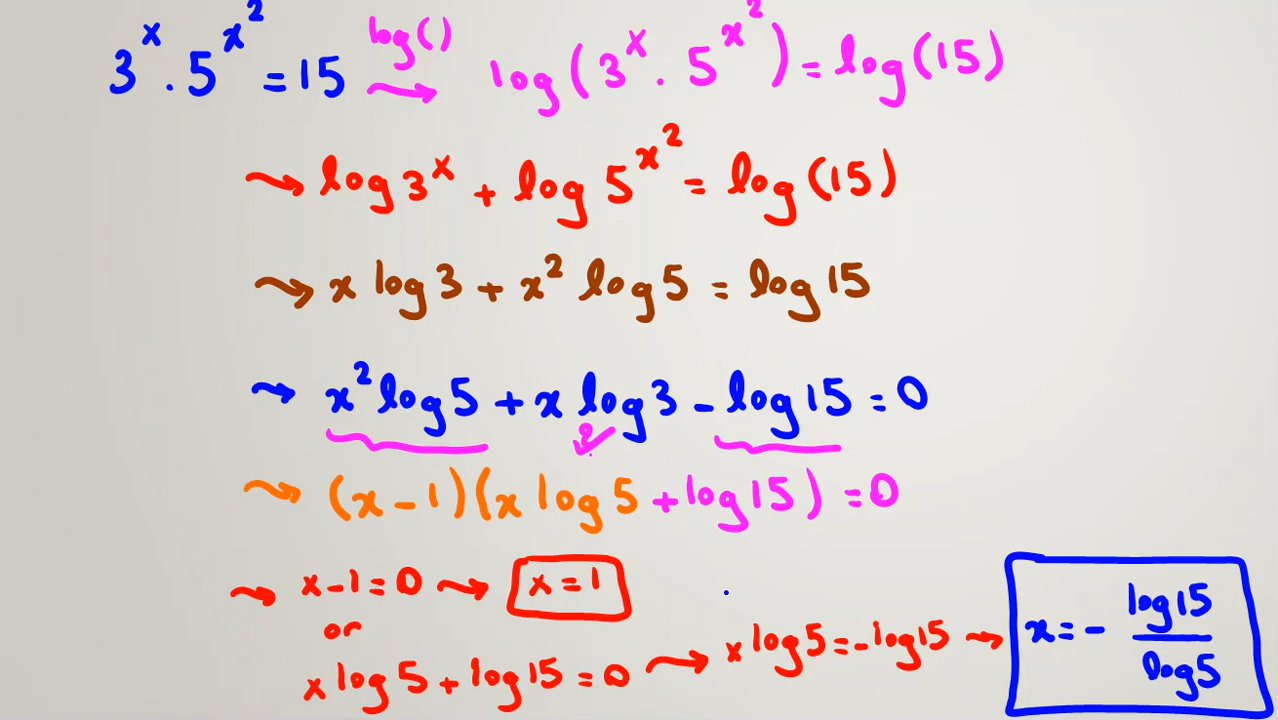 3^x . 5^x^2 = 15 log() → log(3^x . 5^x^2) = log(15)
⇝ log 3^x + log 5^x^2 = log(15)
⇝ x log 3 + x^2 log 5 = log 15
⇝ x^2 log 5 + x log 3 - log 15 = 0
?
⇝ (x - 1)(x log 5 + log 15) = 0
⇝ x - 1 = 0 ⇝ x = 1
or
x log 5 + log 15 = 0 ⇝ x log 5 = - log 15 ⇝ x = - log 15 / log 5